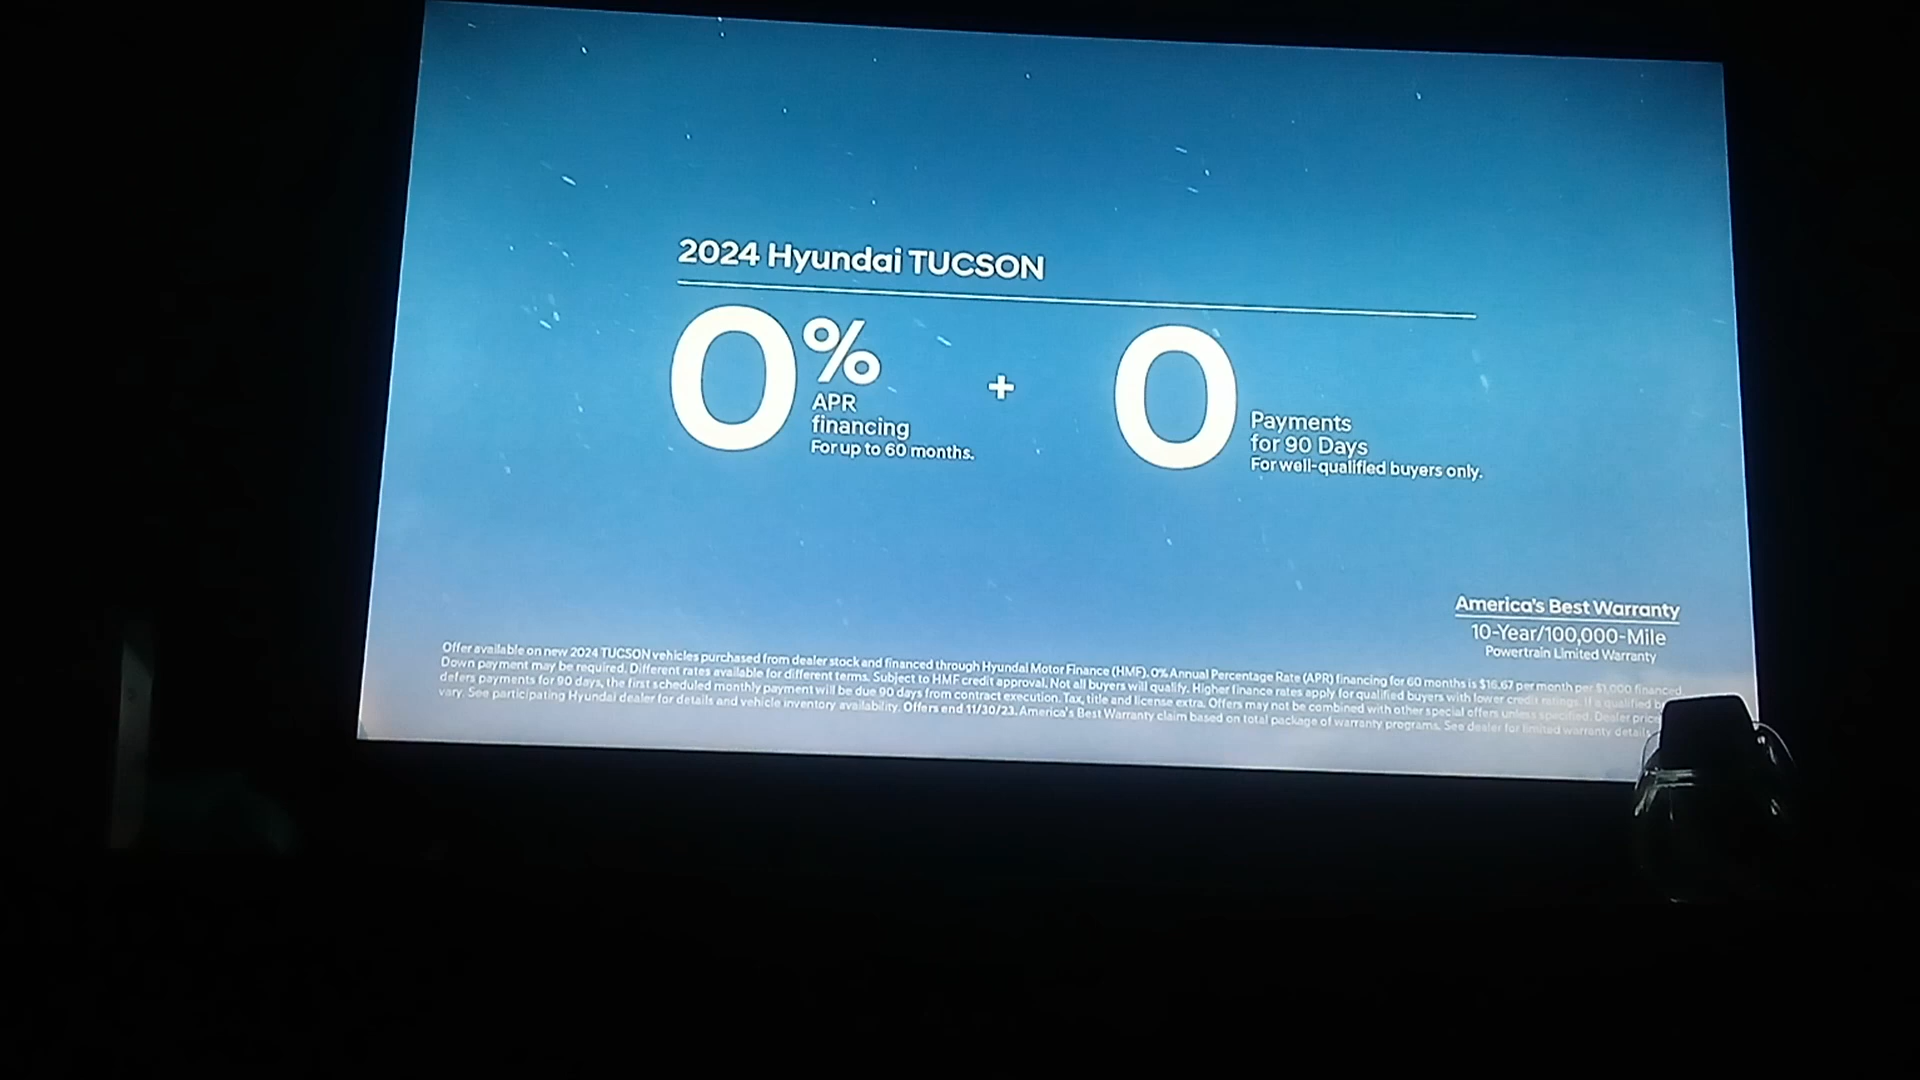 2024 Hyundai TUCSON
0% APR financing For up to 60 months.
+
0 Payments for 90 Days For well-qualified buyers only.
America's Best Warranty
10-Year/100,000-Mile
Powertrain Limited Warranty
Offer available on new 2024 TUCSON vehicles purchased from dealer stock and financed through Hyundai Motor Finance (HMF). 0% Annual Percentage Rate (APR) financing for 60 months is $16.67 per month per $1,000 financed.
Down payment may be required. Different rates available for different terms. Subject to HMF credit approval. Not all buyers will qualify. Higher finance rates apply for qualified buyers with lower credit ratings. If a qualified
defers payments for 90 days, the first scheduled monthly payment will be due 90 days from contract execution. Tax, title and license extra. Offers may not be combined with other special offers unless specified. Dealer
vary. See participating Hyundai dealer for details and vehicle inventory availability. Offers end 11/30/23. America's Best Warranty claim based on total package of warranty programs. See dealer for limited warranty details.